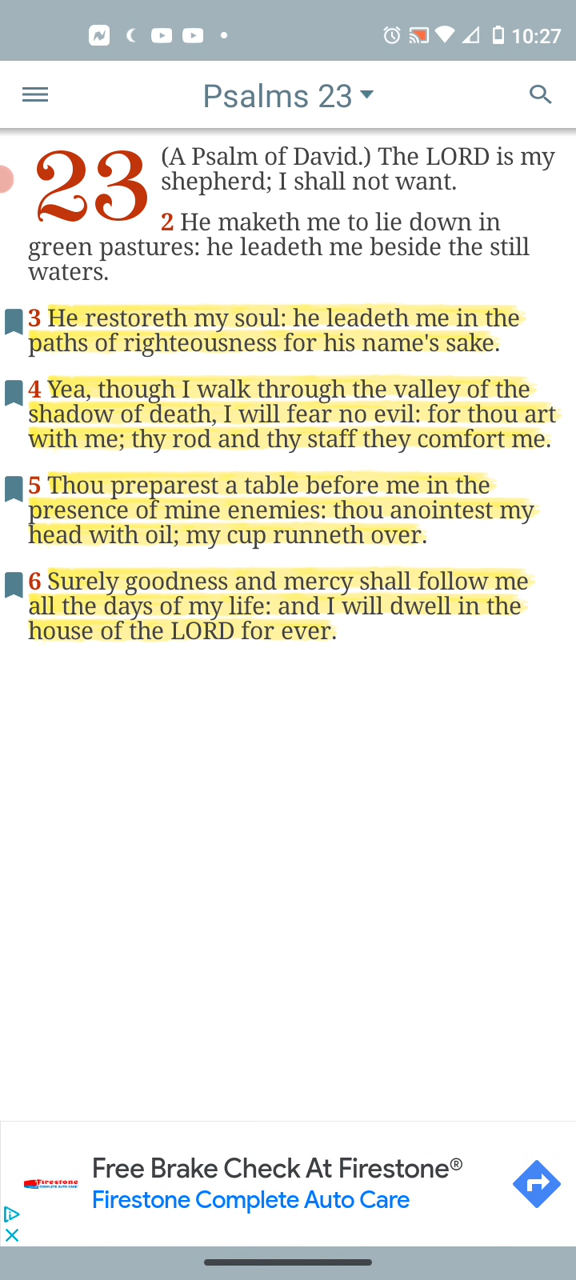 10:27
Psalms 23
23 (A Psalm of David.) The LORD is my
shepherd; I shall not want.
2 He maketh me to lie down in
green pastures: he leadeth me beside the still
waters.
3 He restoreth my soul: he leadeth me in the
paths of righteousness for his name's sake.
4 Yea, though I walk through the valley of the
shadow of death, I will fear no evil: for thou art
with me; thy rod and thy staff they comfort me.
5 Thou preparest a table before me in the
presence of mine enemies: thou anointest my
head with oil; my cup runneth over.
6 Surely goodness and mercy shall follow me
all the days of my life: and I will dwell in the
house of the LORD for ever.
Firestone
COMPLETE AUTO CARE
Free Brake Check At Firestone®
Firestone Complete Auto Care